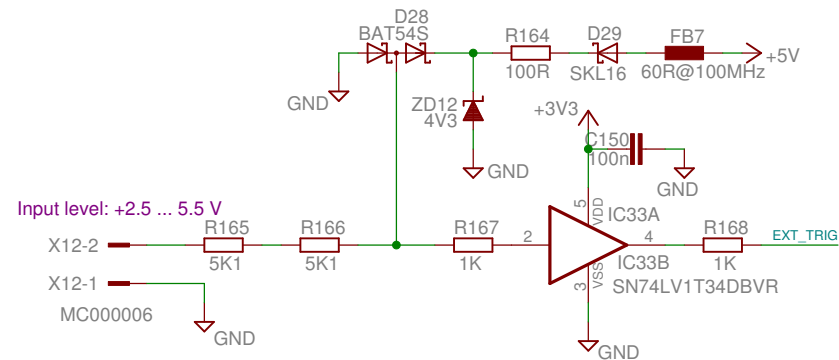 D28
BAT54S
R164
D29
FB7
+5V
100R
SKL16
60R@100MHz
GND
ZD12
4V3
+3V3
C150
100n
GND
GND
Input level: +2.5 ... 5.5 V
R165
R166
R167
5
VDD
IC33A
R168
EXT_TRIG
X12-2
2
4
5K1
5K1
1K
IC33B
1K
X12-1
3
VSS
SN74LV1T34DBVR
MC000006
GND
GND